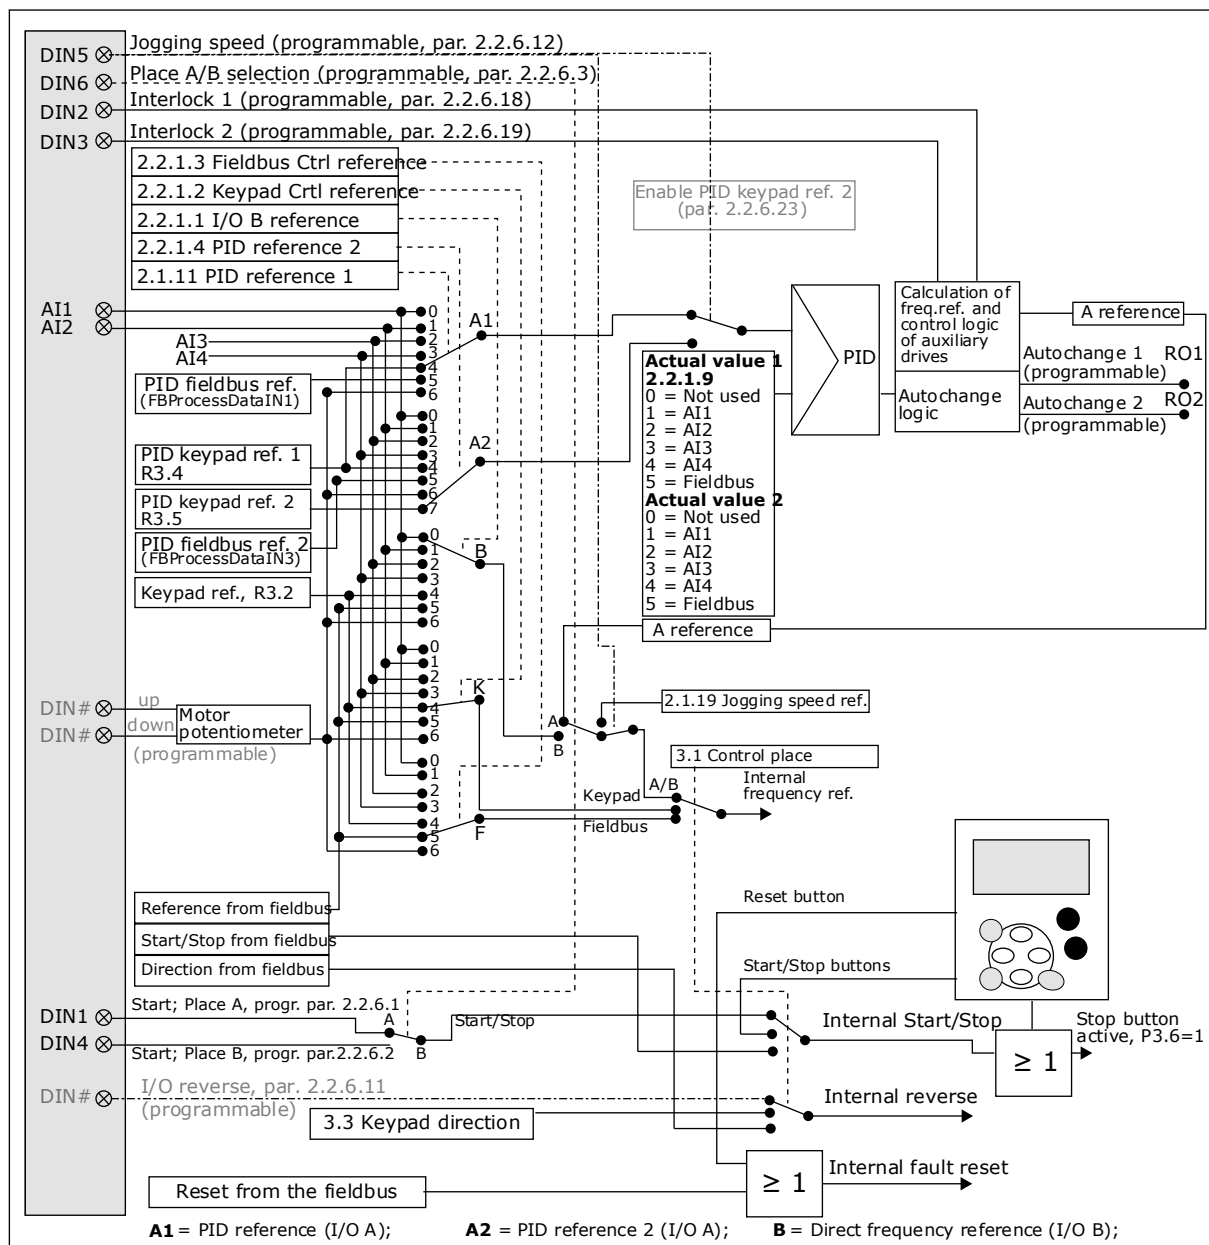 DIN5 Jogging speed (programmable, par. 2.2.6.12)
DIN6 Place A/B selection (programmable, par. 2.2.6.3)
DIN2 Interlock 1 (programmable, par. 2.2.6.18)
DIN3 Interlock 2 (programmable, par. 2.2.6.19)
2.2.1.3 Fieldbus Ctrl reference
2.2.1.2 Keypad Crtl reference
2.2.1.1 I/O B reference
2.2.1.4 PID reference 2
2.1.11 PID reference 1
Enable PID keypad ref. 2
(par. 2.2.6.23)
AI1
AI2
AI3
AI4
PID fieldbus ref.
(FBProcessDataIN1)
0
1
2
3
4
5
6
A1
PID keypad ref. 1
R3.4
PID keypad ref. 2
R3.5
PID fieldbus ref. 2
(FBProcessDataIN3)
0
1
2
3
4
5
6
7
A2
Keypad ref., R3.2
0
1
2
3
4
5
6
B
Actual value 1
2.2.1.9
0 = Not used
1 = AI1
2 = AI2
3 = AI3
4 = AI4
5 = Fieldbus
Actual value 2
0 = Not used
1 = AI1
2 = AI2
3 = AI3
4 = AI4
5 = Fieldbus
PID
Calculation of
freq.ref. and
control logic
of auxiliary
drives
Autochange
logic
A reference
Autochange 1 RO1
(programmable)
Autochange 2 RO2
(programmable)
A reference
DIN# up
DIN# down
(programmable)
Motor
potentiometer
0
1
2
3
4
5
6
K
0
1
2
3
4
5
6
F
A
B
2.1.19 Jogging speed ref.
3.1 Control place
A/B
Keypad
Fieldbus
Internal
frequency ref.
Reference from fieldbus
Start/Stop from fieldbus
Direction from fieldbus
Reset button
Start/Stop buttons
DIN1 Start; Place A, progr. par. 2.2.6.1
DIN4 Start; Place B, progr. par.2.2.6.2
A
B
Start/Stop
Internal Start/Stop
≥ 1
Stop button
active, P3.6=1
DIN# I/O reverse, par. 2.2.6.11
(programmable)
3.3 Keypad direction
Internal reverse
Reset from the fieldbus
≥ 1
Internal fault reset
A1 = PID reference (I/O A); A2 = PID reference 2 (I/O A); B = Direct frequency reference (I/O B);